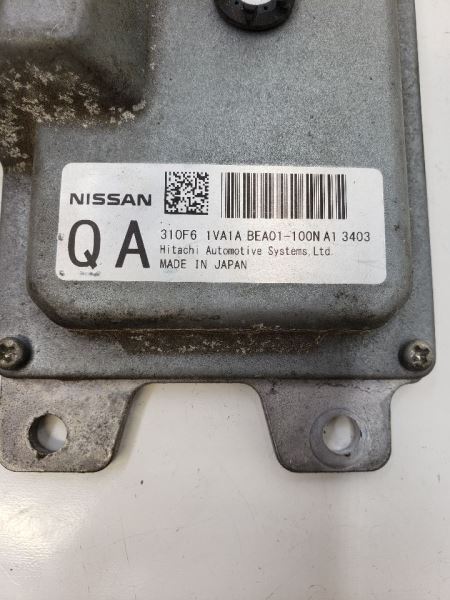 NISSAN
QA 310F6 1VA1A BEA01-100N A1 3403
Hitachi Automotive Systems,Ltd.
MADE IN JAPAN